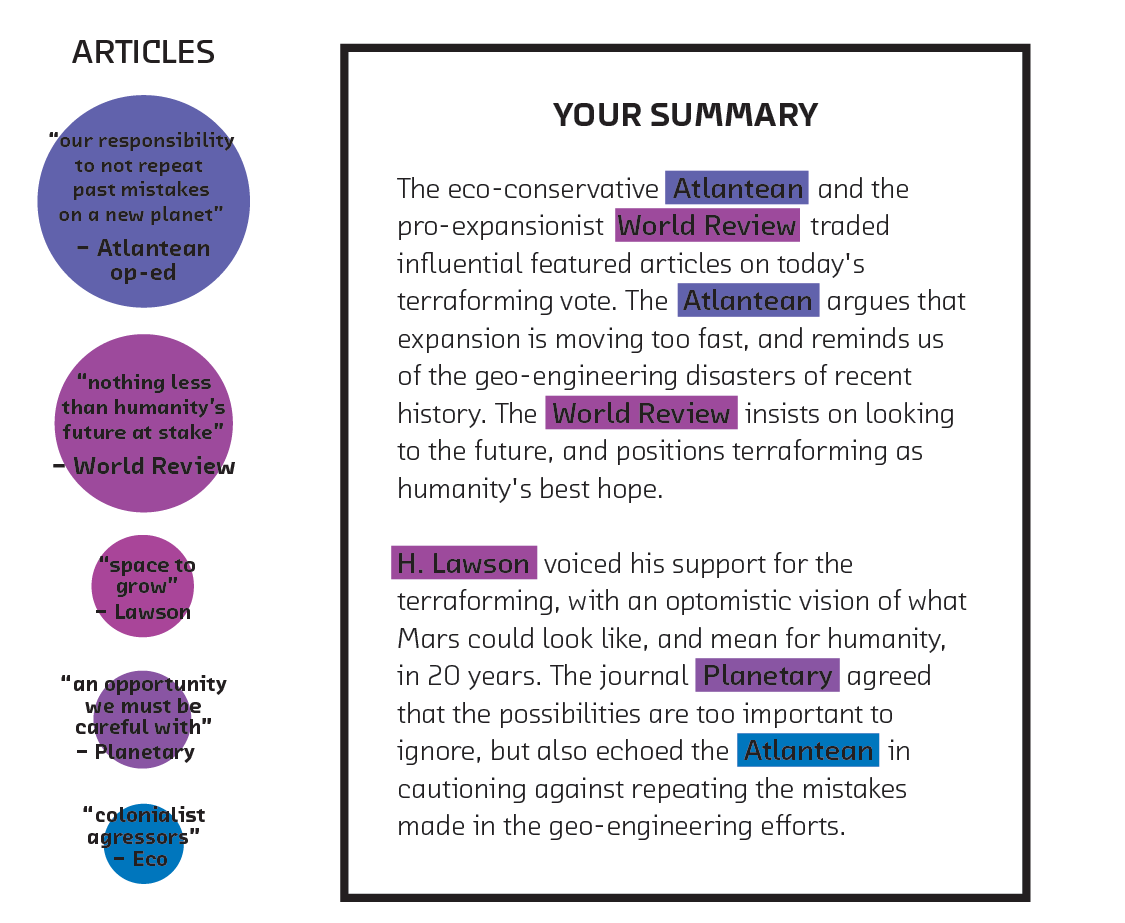 ARTICLES
“our responsibility
to not repeat
past mistakes
on a new planet”
– Atlantean
op-ed
“nothing less
than humanity’s
future at stake”
– World Review
“space to
grow”
– Lawson
“an opportunity
we must be
careful with”
– Planetary
“colonialist
agressors”
– Eco
YOUR SUMMARY
The eco-conservative Atlantean and the
pro-expansionist World Review traded
influential featured articles on today's
terraforming vote. The Atlantean argues that
expansion is moving too fast, and reminds us
of the geo-engineering disasters of recent
history. The World Review insists on looking
to the future, and positions terraforming as
humanity's best hope.
H. Lawson voiced his support for the
terraforming, with an optomistic vision of what
Mars could look like, and mean for humanity,
in 20 years. The journal Planetary agreed
that the possibilities are too important to
ignore, but also echoed the Atlantean in
cautioning against repeating the mistakes
made in the geo-engineering efforts.